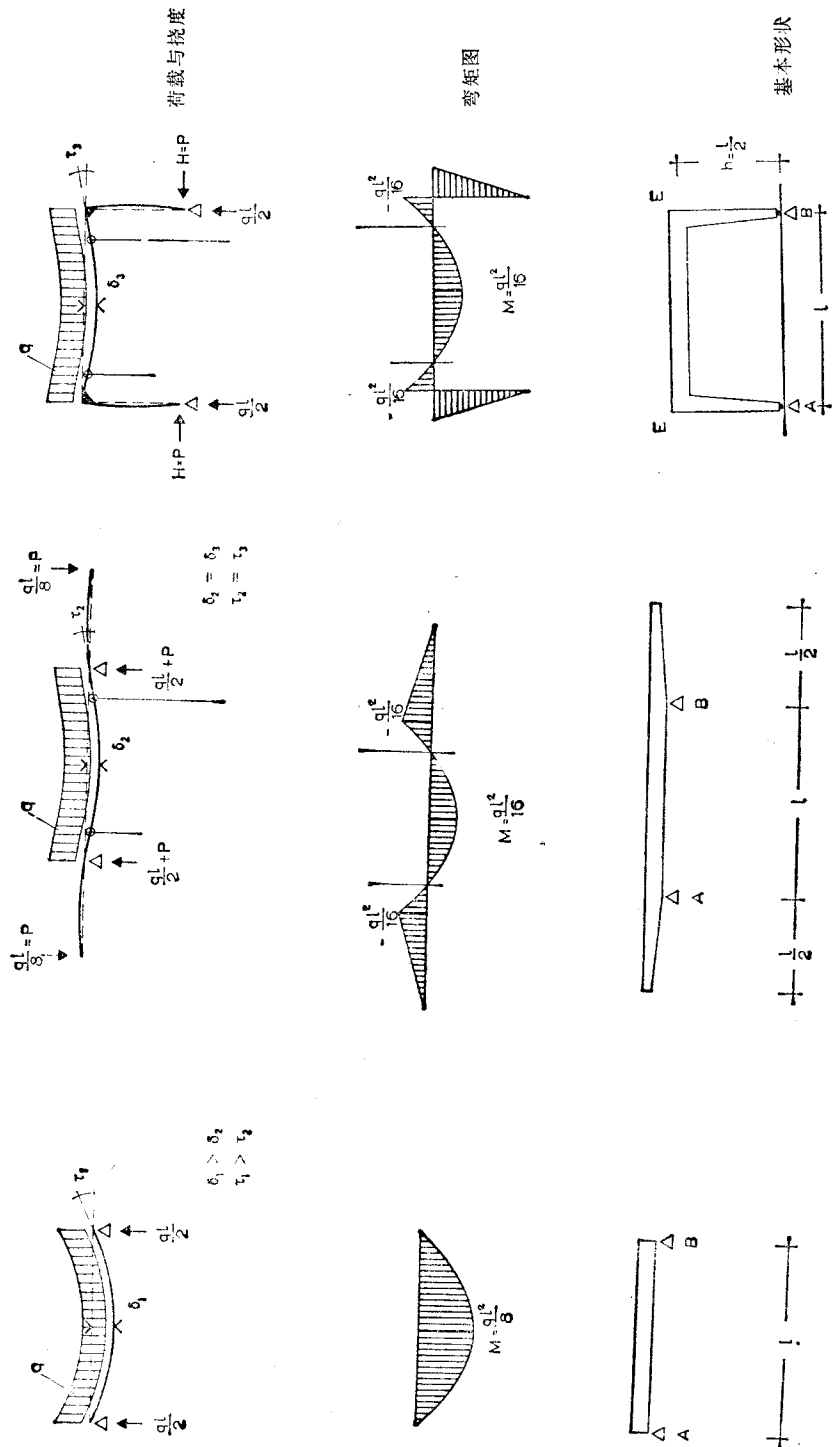 q
δ₁
τ₁
ql/2
ql/2
δ₁ > δ₂
τ₁ > τ₂
ql/8 = P
q
δ₂
τ₂
ql/8 = P
ql/2 + P
ql/2 + P
δ₂ = δ₃
τ₂ = τ₃
q
δ₃
τ₃
H=P
H=P
ql/2
ql/2
荷载与挠度
M = ql²/8
- ql²/16
- ql²/16
M = ql²/16
- ql²/16
- ql²/16
M = ql²/16
弯矩图
A
B
l
A
B
l/2
l
l/2
E
E
h = l/2
A
B
l
基本形状